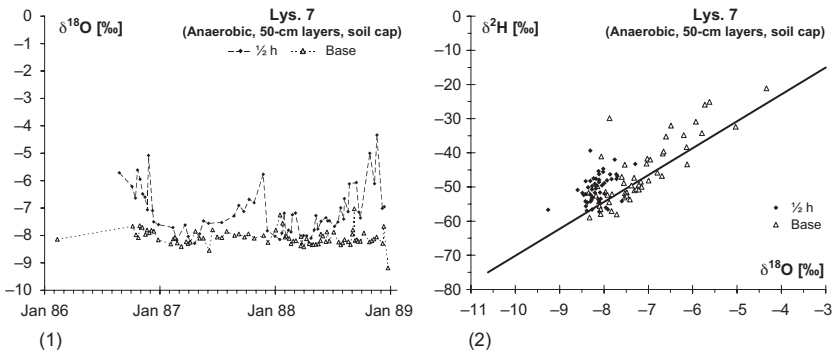 Lys. 7
(Anaerobic, 50-cm layers, soil cap)
δ¹⁸O [‰]
½ h
Base
0
–1
–2
–3
–4
–5
–6
–7
–8
–9
–10
Jan 86
Jan 87
Jan 88
Jan 89
(1)
Lys. 7
(Anaerobic, 50-cm layers, soil cap)
δ²H [‰]
0
–10
–20
–30
–40
–50
–60
–70
–80
½ h
Base
δ¹⁸O [‰]
–11
–10
–9
–8
–7
–6
–5
–4
–3
(2)